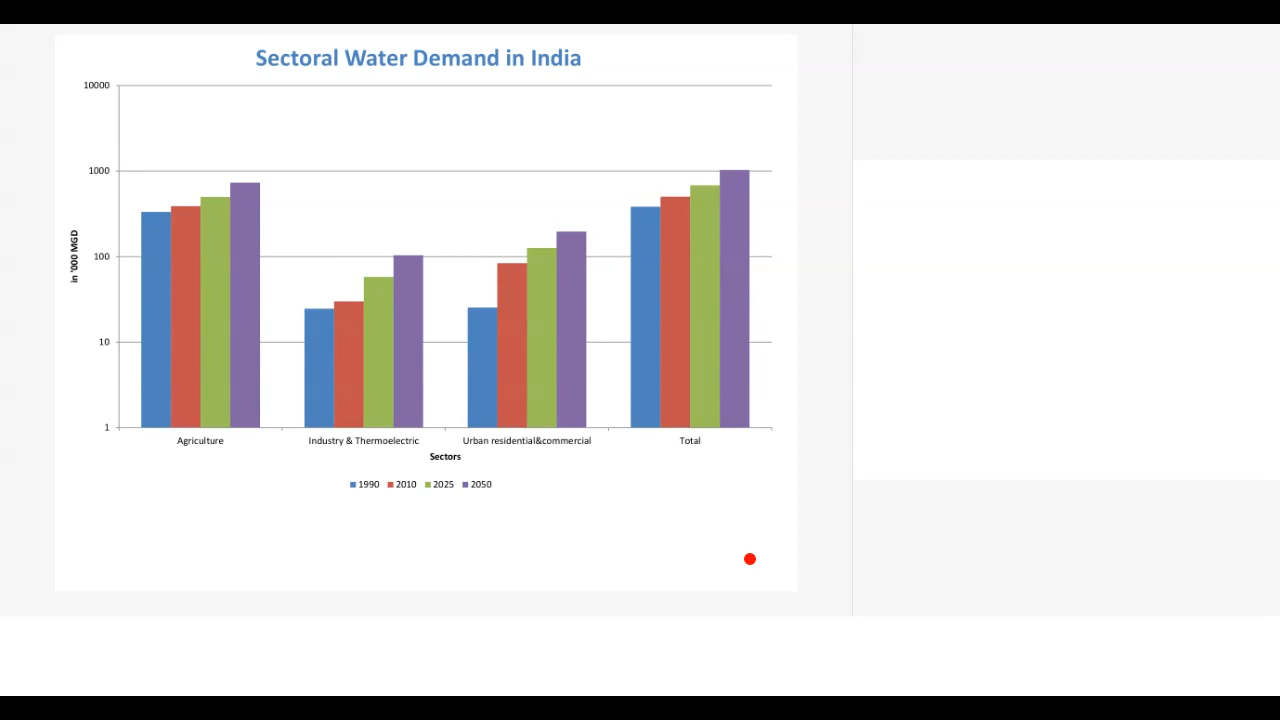 Sectoral Water Demand in India
10000
1000
100
10
1
in '000 MGD
Agriculture
Industry & Thermoelectric
Urban residential&commercial
Total
Sectors
1990 2010 2025 2050